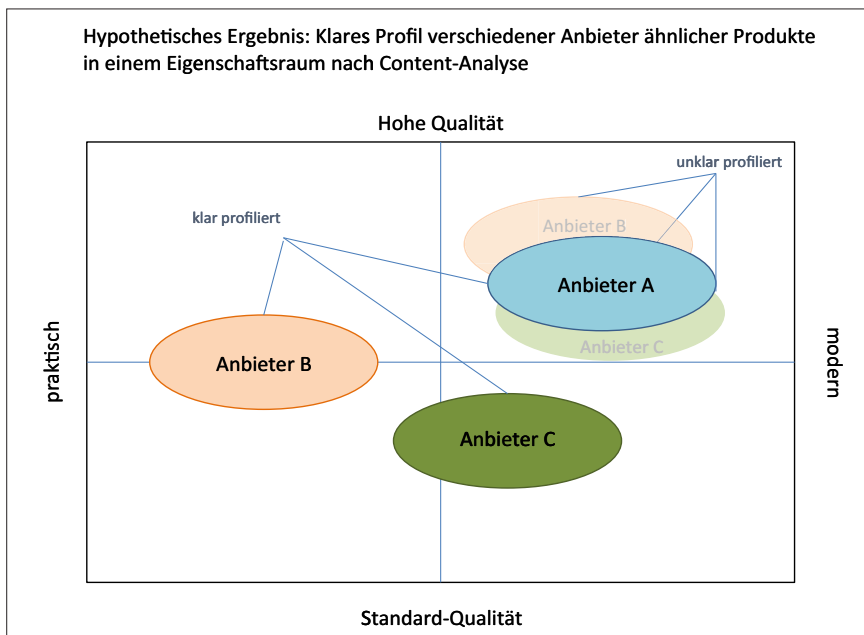 Hypothetisches Ergebnis: Klares Profil verschiedener Anbieter ähnlicher Produkte
in einem Eigenschaftsraum nach Content-Analyse
Hohe Qualität
unklar profiliert
klar profiliert
Anbieter B
Anbieter A
Anbieter C
praktisch
modern
Anbieter B
Anbieter C
Standard-Qualität